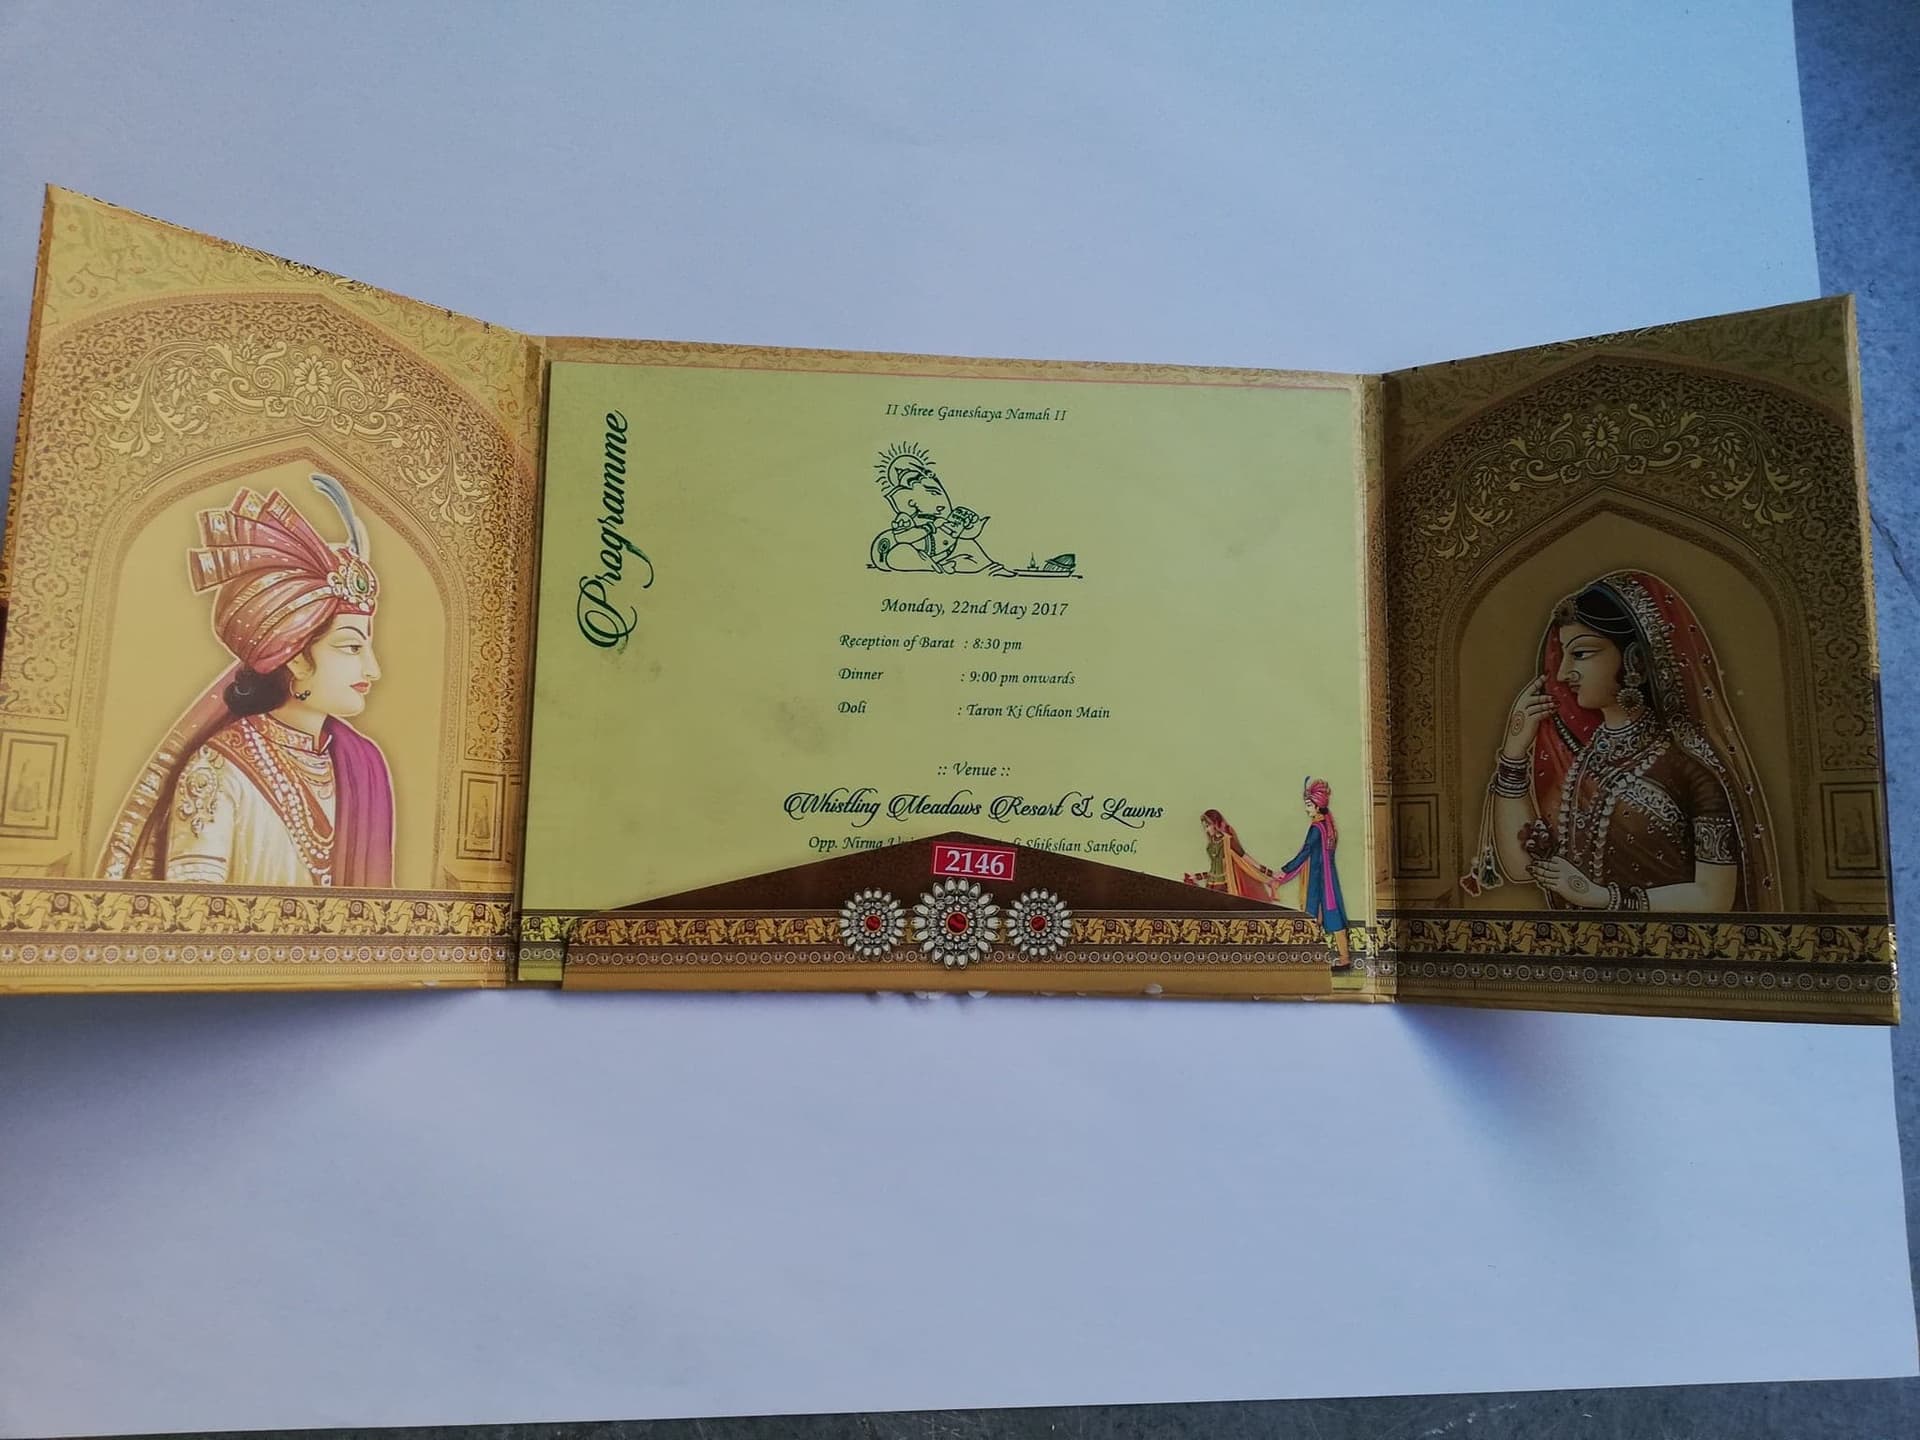 Programme
II Shree Ganeshaya Namah II
Monday, 22nd May 2017
Reception of Barat : 8:30 pm
Dinner : 9:00 pm onwards
Doli : Taron Ki Chhaon Main
:: Venue ::
Whistling Meadows Resort & Lawns
Opp. Nirma Shikshan Sankool,
2146